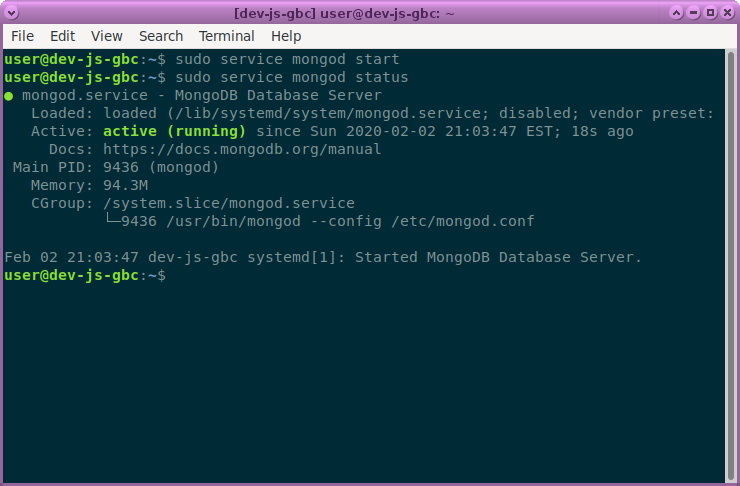 [dev-js-gbc] user@dev-js-gbc: ~
File Edit View Search Terminal Help
user@dev-js-gbc:~$ sudo service mongod start
user@dev-js-gbc:~$ sudo service mongod status
● mongod.service - MongoDB Database Server
   Loaded: loaded (/lib/systemd/system/mongod.service; disabled; vendor preset:
   Active: active (running) since Sun 2020-02-02 21:03:47 EST; 18s ago
     Docs: https://docs.mongodb.org/manual
 Main PID: 9436 (mongod)
   Memory: 94.3M
   CGroup: /system.slice/mongod.service
           └─9436 /usr/bin/mongod --config /etc/mongod.conf
Feb 02 21:03:47 dev-js-gbc systemd[1]: Started MongoDB Database Server.
user@dev-js-gbc:~$